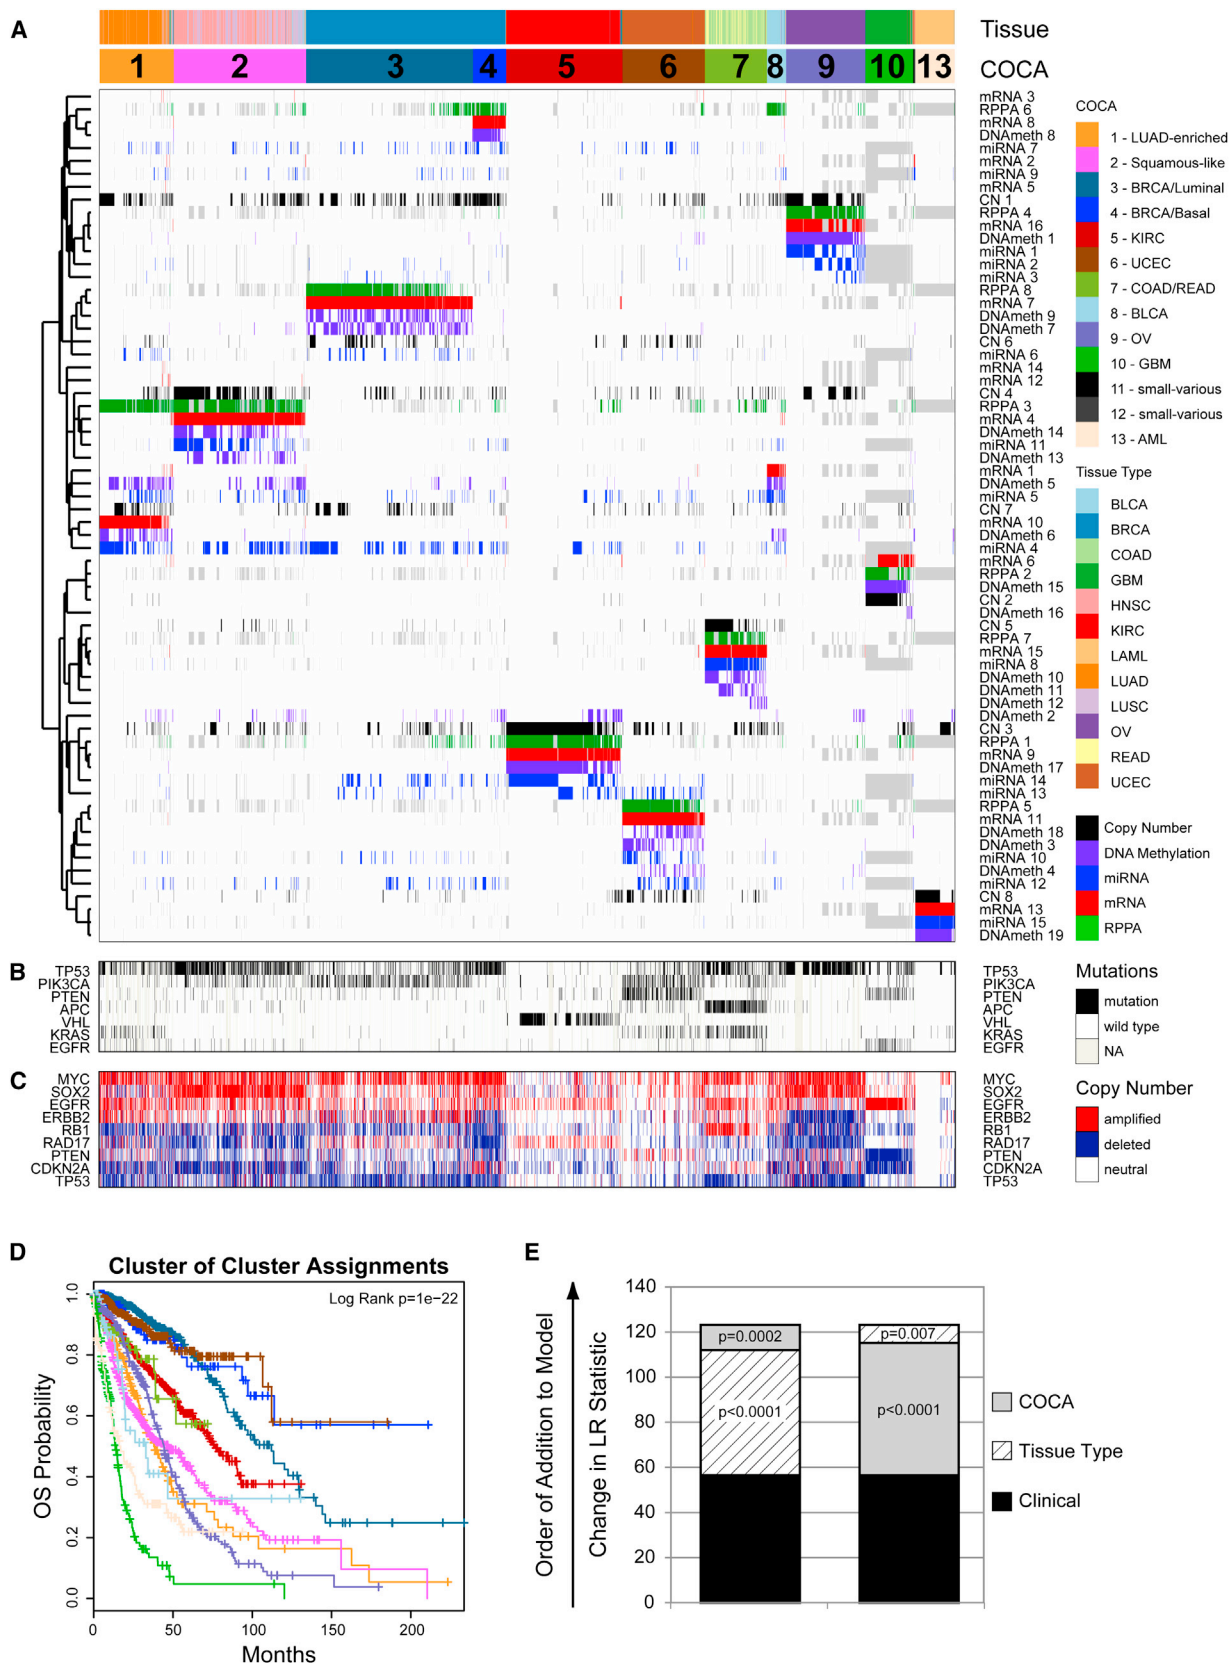 A
Tissue
1 2 3 4 5 6 7 8 9 10 13
COCA
mRNA 3
RPPA 6
mRNA 8
DNAmeth 8
miRNA 7
mRNA 2
miRNA 9
mRNA 5
CN 1
RPPA 4
mRNA 16
DNAmeth 1
miRNA 1
miRNA 2
miRNA 3
RPPA 8
mRNA 7
DNAmeth 9
DNAmeth 7
CN 6
miRNA 6
mRNA 14
mRNA 12
CN 4
RPPA 3
mRNA 4
DNAmeth 14
miRNA 11
DNAmeth 13
mRNA 1
DNAmeth 5
miRNA 5
CN 7
mRNA 10
DNAmeth 6
miRNA 4
mRNA 6
RPPA 2
DNAmeth 15
CN 2
DNAmeth 16
CN 5
RPPA 7
mRNA 15
miRNA 8
DNAmeth 10
DNAmeth 11
DNAmeth 12
DNAmeth 2
CN 3
RPPA 1
mRNA 9
DNAmeth 17
miRNA 14
miRNA 13
RPPA 5
mRNA 11
DNAmeth 18
DNAmeth 3
miRNA 10
DNAmeth 4
miRNA 12
CN 8
mRNA 13
miRNA 15
DNAmeth 19
COCA
1 - LUAD-enriched
2 - Squamous-like
3 - BRCA/Luminal
4 - BRCA/Basal
5 - KIRC
6 - UCEC
7 - COAD/READ
8 - BLCA
9 - OV
10 - GBM
11 - small-various
12 - small-various
13 - AML
Tissue Type
BLCA
BRCA
COAD
GBM
HNSC
KIRC
LAML
LUAD
LUSC
OV
READ
UCEC
Copy Number
DNA Methylation
miRNA
mRNA
RPPA
B
TP53
PIK3CA
PTEN
APC
VHL
KRAS
EGFR
TP53
PIK3CA
PTEN
APC
VHL
KRAS
EGFR
Mutations
mutation
wild type
NA
C
MYC
SOX2
EGFR
ERBB2
RB1
RAD17
PTEN
CDKN2A
TP53
MYC
SOX2
EGFR
ERBB2
RB1
RAD17
PTEN
CDKN2A
TP53
Copy Number
amplified
deleted
neutral
D
Cluster of Cluster Assignments
Log Rank p=1e−22
OS Probability
1.0
0.8
0.6
0.4
0.2
0.0
0 50 100 150 200
Months
E
Order of Addition to Model
Change in LR Statistic
140
120
100
80
60
40
20
0
p=0.0002
p<0.0001
p=0.007
p<0.0001
COCA
Tissue Type
Clinical